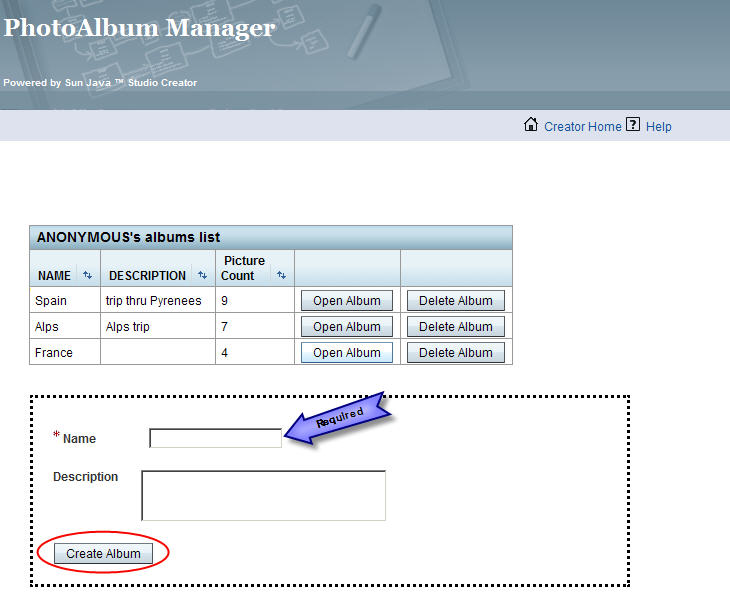 PhotoAlbum Manager
Powered by Sun Java ™ Studio Creator
Creator Home ? Help
ANONYMOUS's albums list
NAME DESCRIPTION Picture Count
Spain trip thru Pyrenees 9 Open Album Delete Album
Alps Alps trip 7 Open Album Delete Album
France 4 Open Album Delete Album
* Name
Required
Description
Create Album